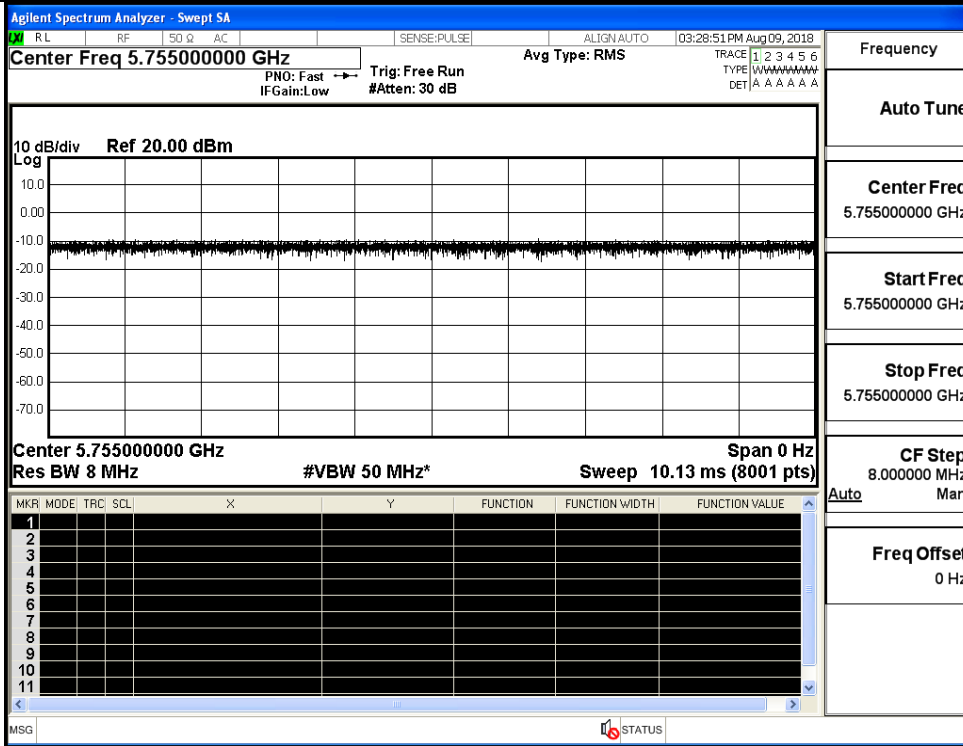 Agilent Spectrum Analyzer - Swept SA
LXI RL RF 50 Ω AC SENSE:PULSE ALIGN AUTO 03:28:51 PM Aug 09, 2018
Center Freq 5.755000000 GHz Avg Type: RMS TRACE 1 2 3 4 5 6
PNO: Fast Trig: Free Run TYPE WWWWWW
IFGain:Low #Atten: 30 dB DET A A A A A A
10 dB/div Ref 20.00 dBm
Log
10.0
0.00
-10.0
-20.0
-30.0
-40.0
-50.0
-60.0
-70.0
Center 5.755000000 GHz Span 0 Hz
Res BW 8 MHz #VBW 50 MHz* Sweep 10.13 ms (8001 pts)
MKR MODE TRC SCL X Y FUNCTION FUNCTION WIDTH FUNCTION VALUE
1
2
3
4
5
6
7
8
9
10
11
MSG STATUS
Frequency
Auto Tune
Center Freq
5.755000000 GHz
Start Freq
5.755000000 GHz
Stop Freq
5.755000000 GHz
CF Step
8.000000 MHz
Auto Man
Freq Offset
0 Hz